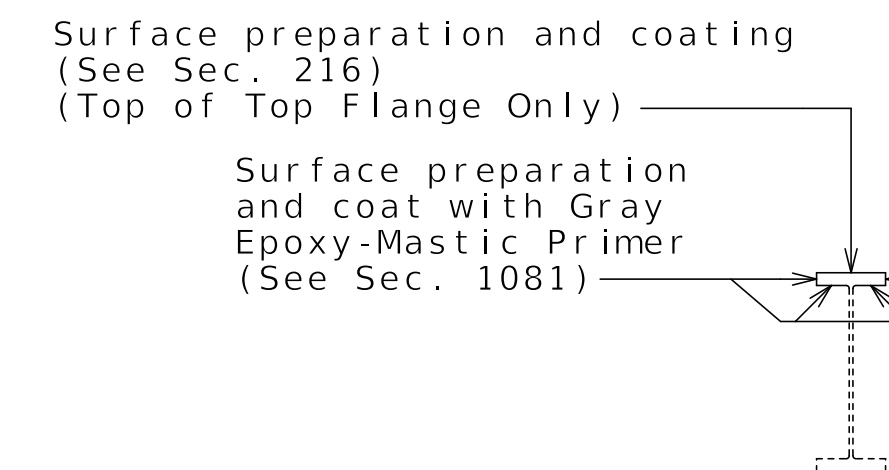 Surface preparation and coating
(See Sec. 216)
(Top of Top Flange Only)
Surface preparation
and coat with Gray
Epoxy-Mastic Primer
(See Sec. 1081)